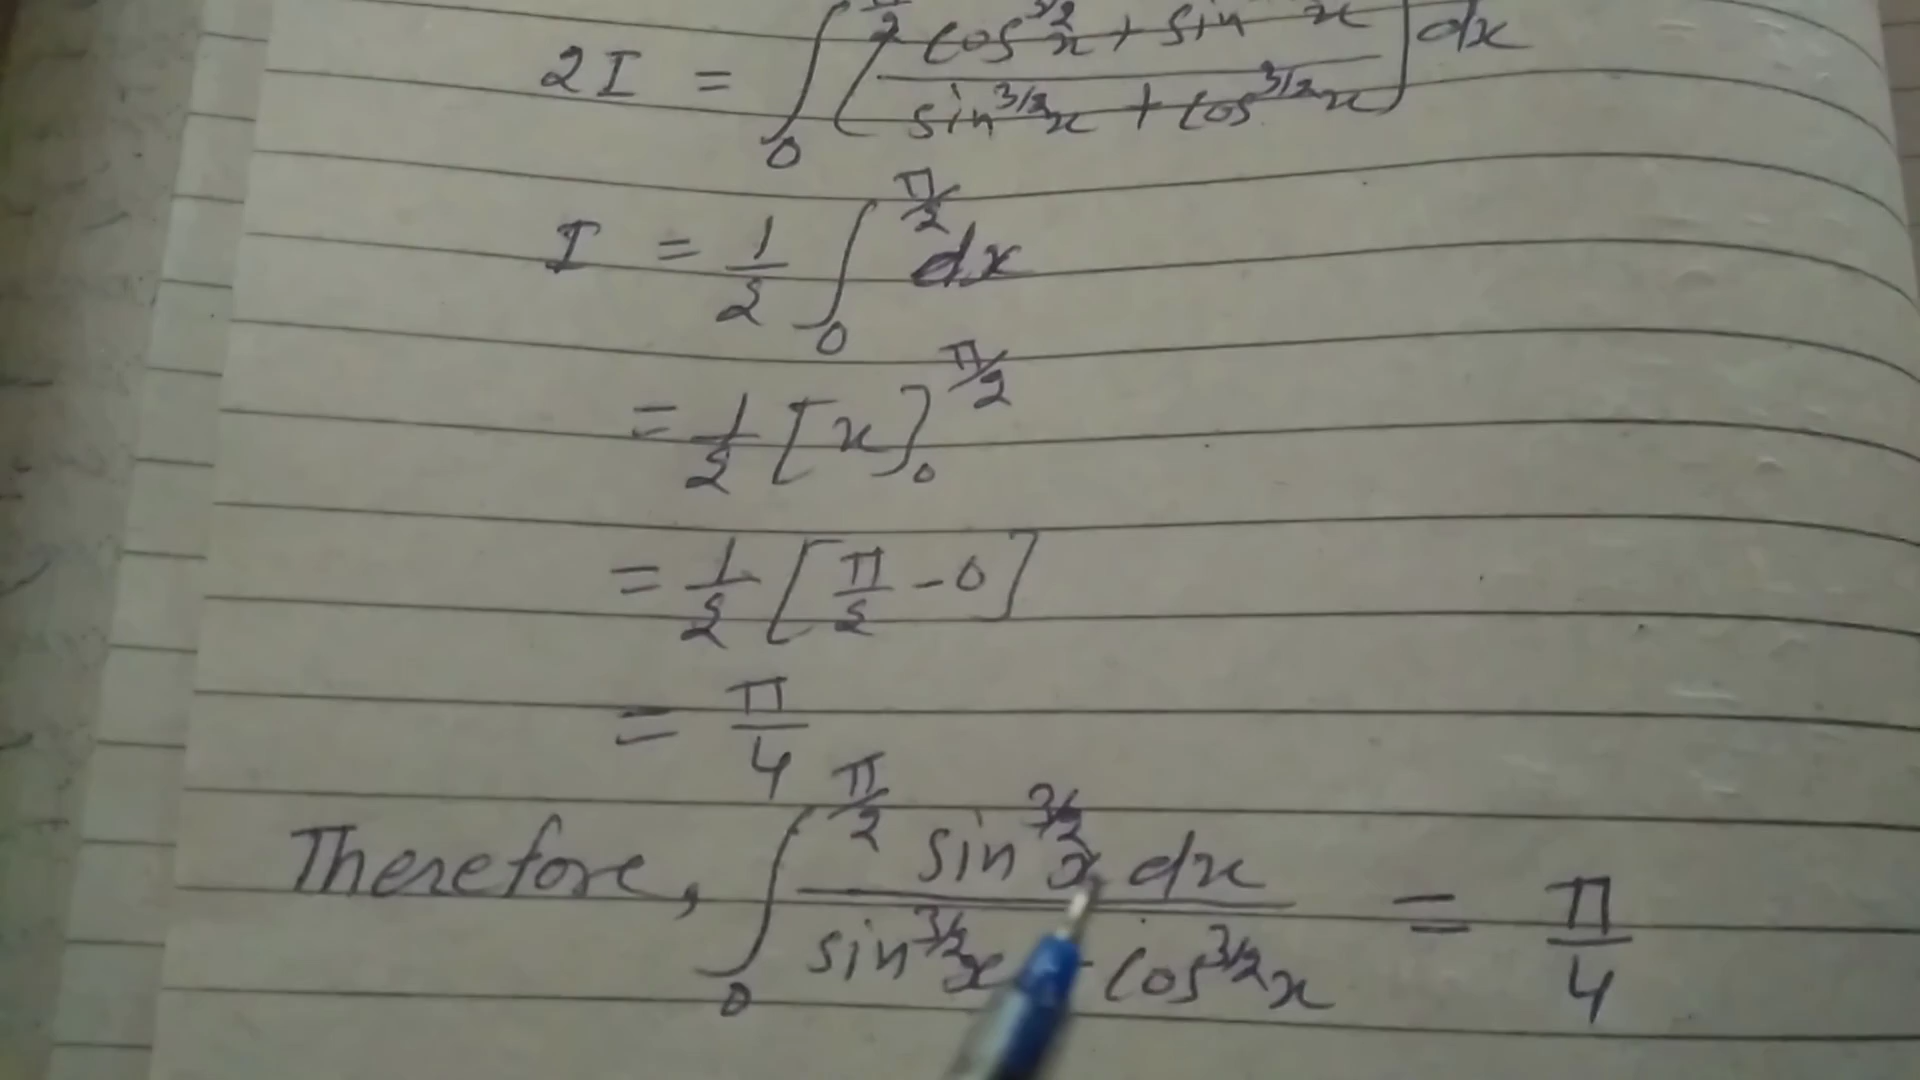 2I = ∫₀^{π/2} ( (cos^{3/2} x + sin x) / (sin^{3/2} x + cos^{3/2} x) ) dx
I = 1/2 ∫₀^{π/2} dx
= 1/2 [x]₀^{π/2}
= 1/2 [π/2 - 0]
= π/4
Therefore, ∫₀^{π/2} sin^{3/2} x dx / (sin^{3/2} x + cos^{3/2} x) = π/4